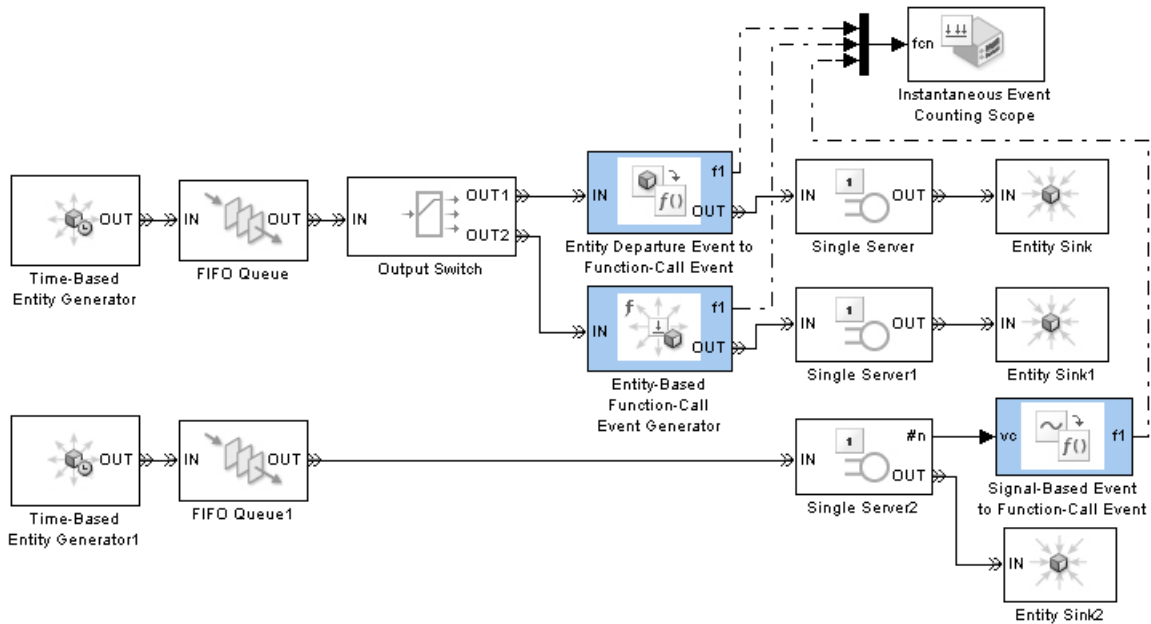 fcn
Instantaneous Event
Counting Scope
OUT
Time-Based
Entity Generator
IN
OUT
FIFO Queue
IN
OUT1
OUT2
Output Switch
IN
f1
f()
OUT
Entity Departure Event to
Function-Call Event
1
IN
OUT
Single Server
IN
Entity Sink
f
f1
IN
OUT
Entity-Based
Function-Call
Event Generator
1
IN
OUT
Single Server1
IN
Entity Sink1
OUT
Time-Based
Entity Generator1
IN
OUT
FIFO Queue1
1
#n
IN
OUT
Single Server2
vc
f()
f1
Signal-Based Event
to Function-Call Event
IN
Entity Sink2